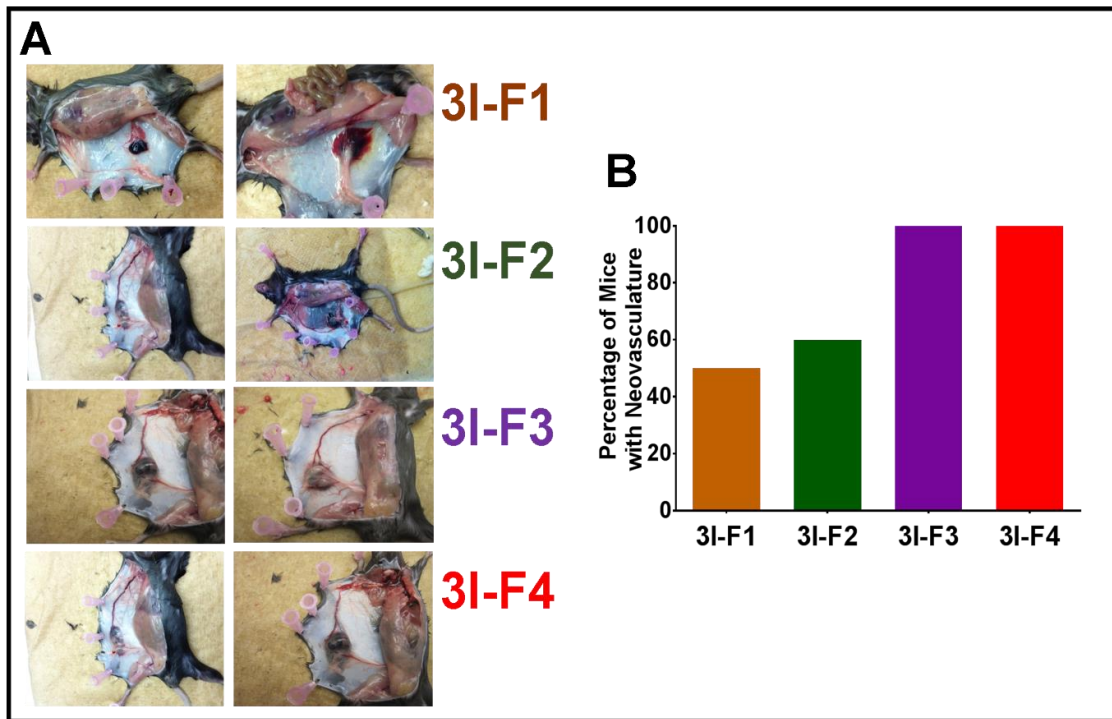 A
3I-F1
3I-F2
3I-F3
3I-F4
B
Percentage of Mice
with Neovasculature
100
80
60
40
20
0
3I-F1
3I-F2
3I-F3
3I-F4